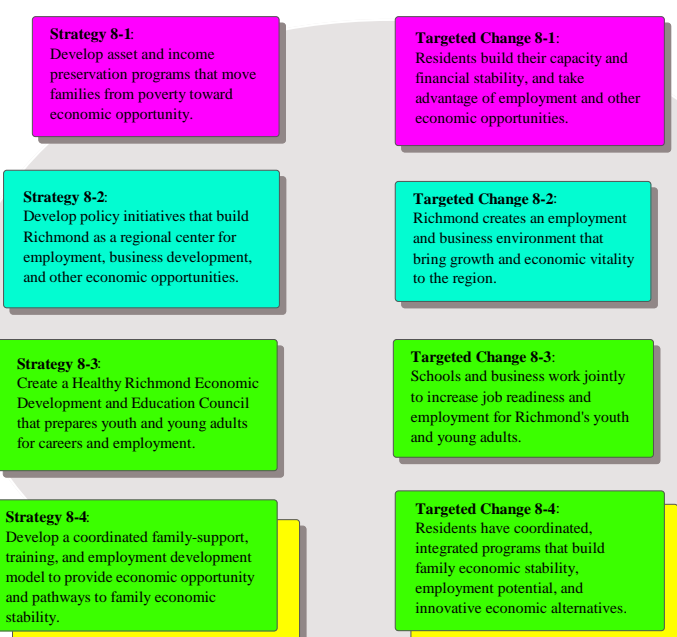 Strategy 8-1:
Develop asset and income
preservation programs that move
families from poverty toward
economic opportunity.
Targeted Change 8-1:
Residents build their capacity and
financial stability, and take
advantage of employment and other
economic opportunities.
Strategy 8-2:
Develop policy initiatives that build
Richmond as a regional center for
employment, business development,
and other economic opportunities.
Targeted Change 8-2:
Richmond creates an employment
and business environment that
bring growth and economic vitality
to the region.
Strategy 8-3:
Create a Healthy Richmond Economic
Development and Education Council
that prepares youth and young adults
for careers and employment.
Targeted Change 8-3:
Schools and business work jointly
to increase job readiness and
employment for Richmond's youth
and young adults.
Strategy 8-4:
Develop a coordinated family-support,
training, and employment development
model to provide economic opportunity
and pathways to family economic
stability.
Targeted Change 8-4:
Residents have coordinated,
integrated programs that build
family economic stability,
employment potential, and
innovative economic alternatives.